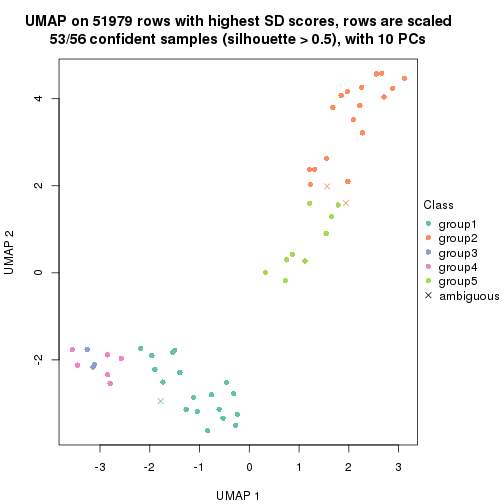 UMAP on 51979 rows with highest SD scores, rows are scaled
53/56 confident samples (silhouette > 0.5), with 10 PCs
UMAP 2
4
2
0
-2
-3
-2
-1
0
1
2
3
UMAP 1
Class
group1
group2
group3
group4
group5
ambiguous